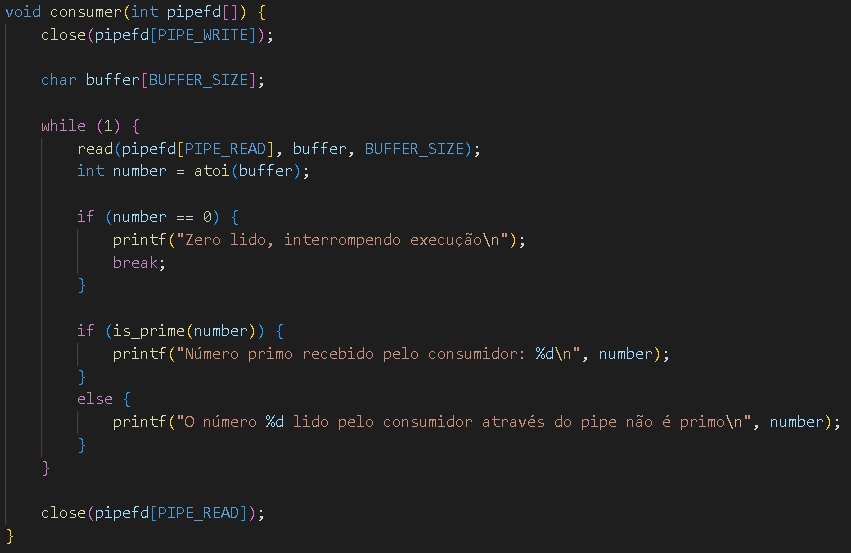 void consumer(int pipefd[]) {
    close(pipefd[PIPE_WRITE]);

    char buffer[BUFFER_SIZE];

    while (1) {
        read(pipefd[PIPE_READ], buffer, BUFFER_SIZE);
        int number = atoi(buffer);

        if (number == 0) {
            printf("Zero lido, interrompendo execução\n");
            break;
        }

        if (is_prime(number)) {
            printf("Número primo recebido pelo consumidor: %d\n", number);
        }
        else {
            printf("O número %d lido pelo consumidor através do pipe não é primo\n", number);
        }
    }

    close(pipefd[PIPE_READ]);
}